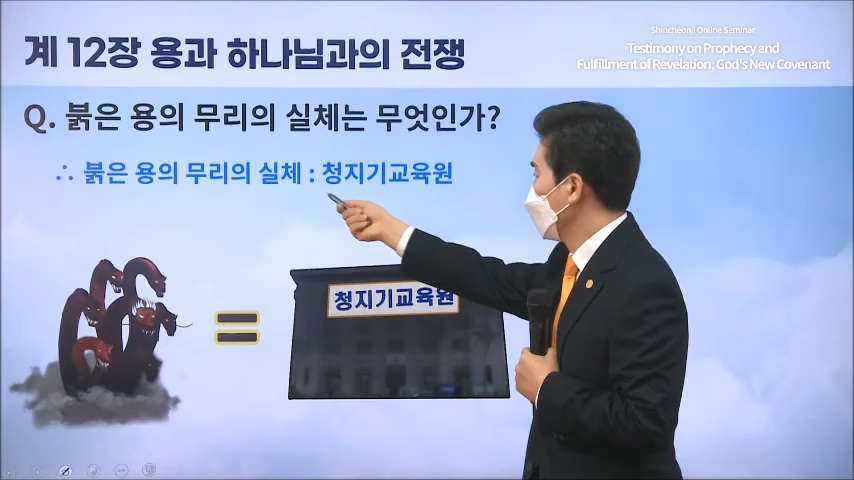 계 12장 용과 하나님과의 전쟁
Shincheonji Online Seminar
Testimony on Prophecy and
Fulfillment of Revelation, God's New Covenant
Q. 붉은 용의 무리의 실체는 무엇인가?
∴ 붉은 용의 무리의 실체 : 청지기교육원
=
청지기교육원